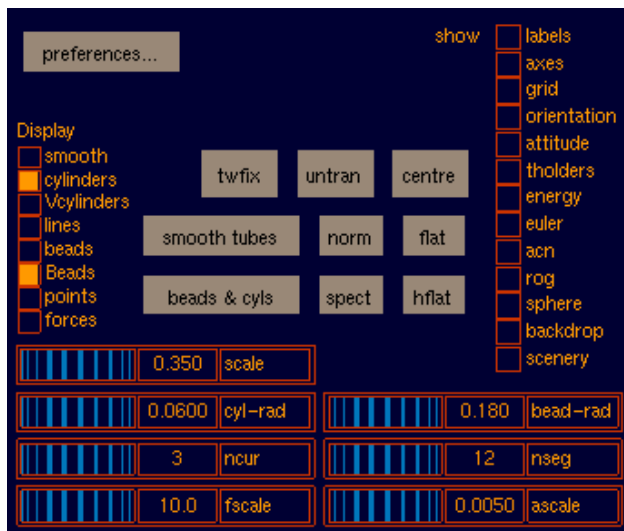 preferences...
show
labels
axes
grid
orientation
attitude
tholders
energy
euler
acn
rog
sphere
backdrop
scenery
Display
smooth
cylinders
Vcylinders
lines
beads
Beads
points
forces
twfix untran centre
smooth tubes norm flat
beads & cyls spect hflat
0.350 scale
0.0600 cyl-rad 0.180 bead-rad
3 ncur 12 nseg
10.0 fscale 0.0050 ascale